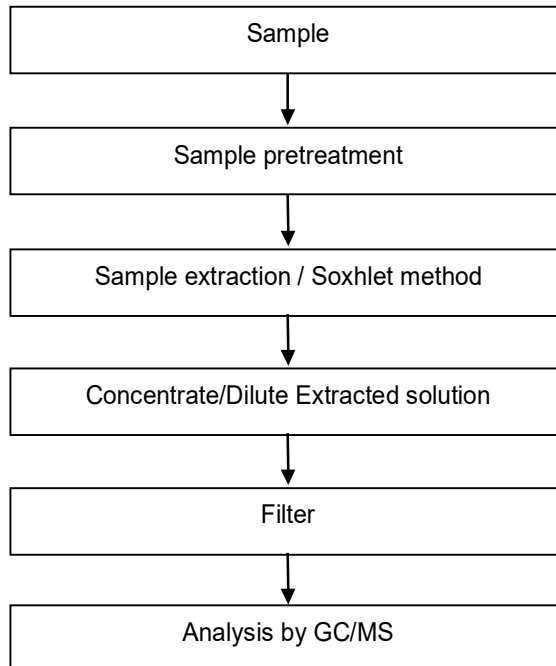 Sample
Sample pretreatment
Sample extraction / Soxhlet method
Concentrate/Dilute Extracted solution
Filter
Analysis by GC/MS